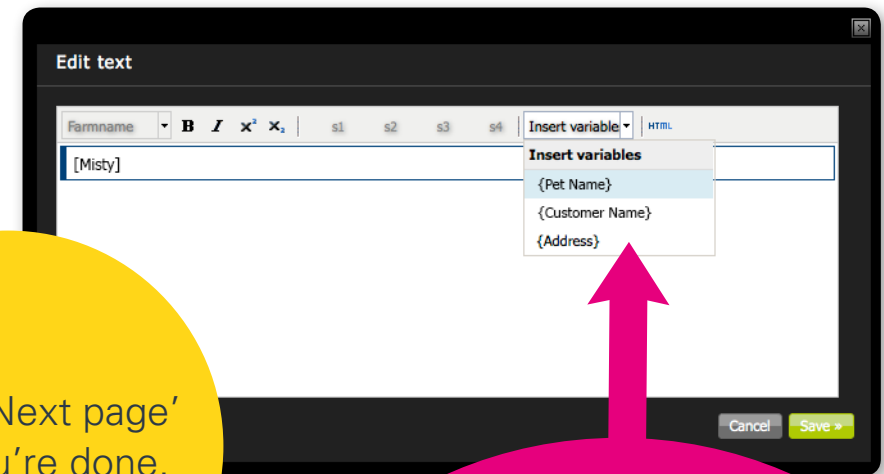 Edit text
Farmname B I x² x₂ s1 s2 s3 s4 Insert variable HTML
[Misty]
Insert variables
{Pet Name}
{Customer Name}
{Address}
Next page’
u’re done.
Cancel Save »